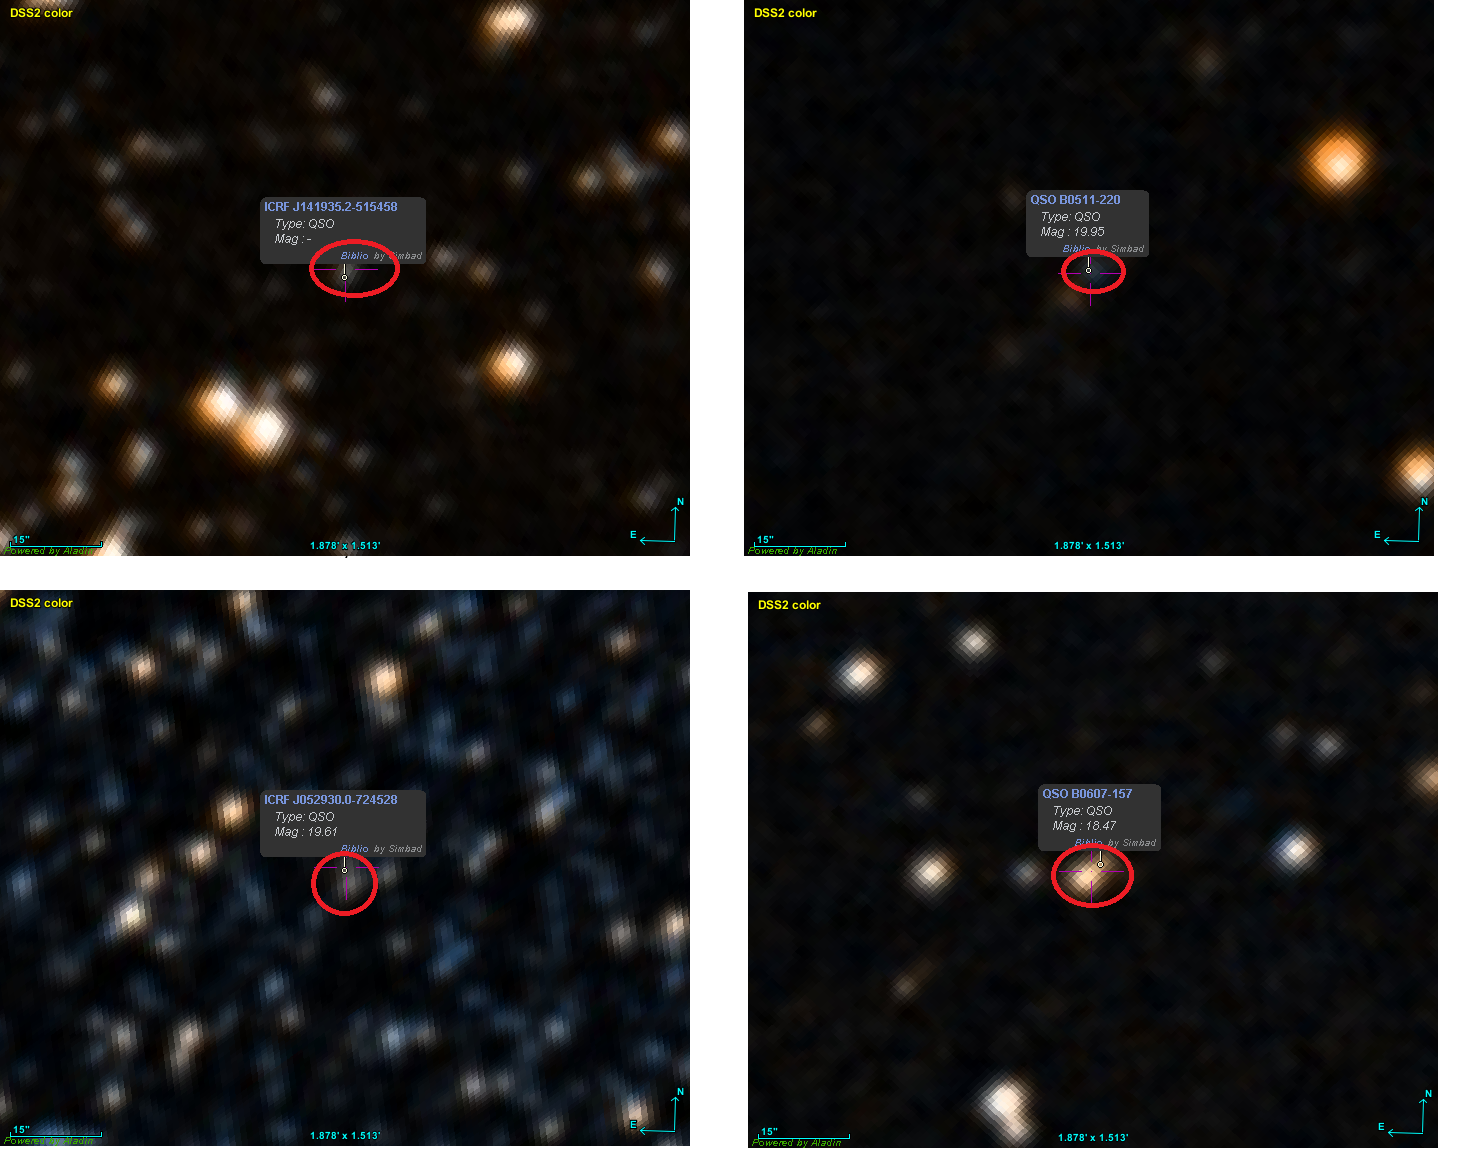 DSS2 color
ICRF J141935.2-515458
Type: QSO
Mag : -
Biblio by Simbad
N
E
15"
1.878' x 1.513'
Powered by Aladin
DSS2 color
QSO B0511-220
Type: QSO
Mag : 19.95
Biblio by Simbad
N
E
15"
1.878' x 1.513'
Powered by Aladin
DSS2 color
ICRF J052930.0-724528
Type: QSO
Mag : 19.61
Biblio by Simbad
N
E
15"
1.878' x 1.513'
Powered by Aladin
DSS2 color
QSO B0607-157
Type: QSO
Mag : 18.47
Biblio by Simbad
N
E
15"
1.878' x 1.513'
Powered by Aladin